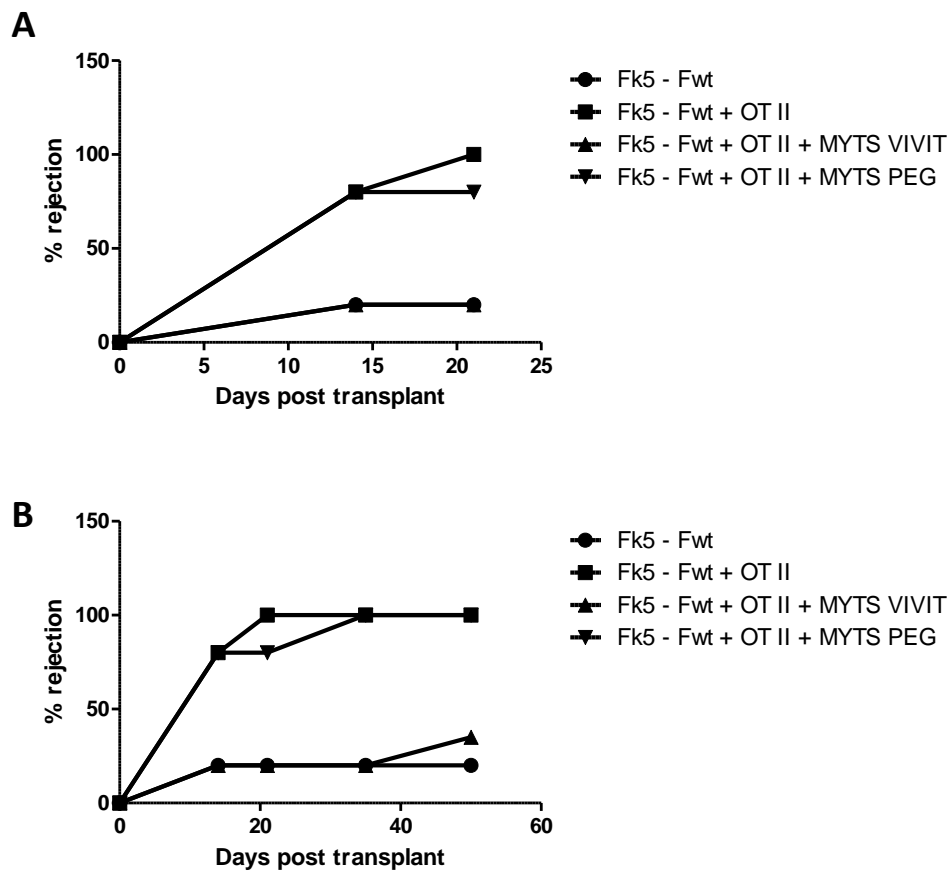 A
150
100
50
0
% rejection
0 5 10 15 20 25
Days post transplant
Fk5 - Fwt
Fk5 - Fwt + OT II
Fk5 - Fwt + OT II + MYTS VIVIT
Fk5 - Fwt + OT II + MYTS PEG
B
150
100
50
0
% rejection
0 20 40 60
Days post transplant
Fk5 - Fwt
Fk5 - Fwt + OT II
Fk5 - Fwt + OT II + MYTS VIVIT
Fk5 - Fwt + OT II + MYTS PEG